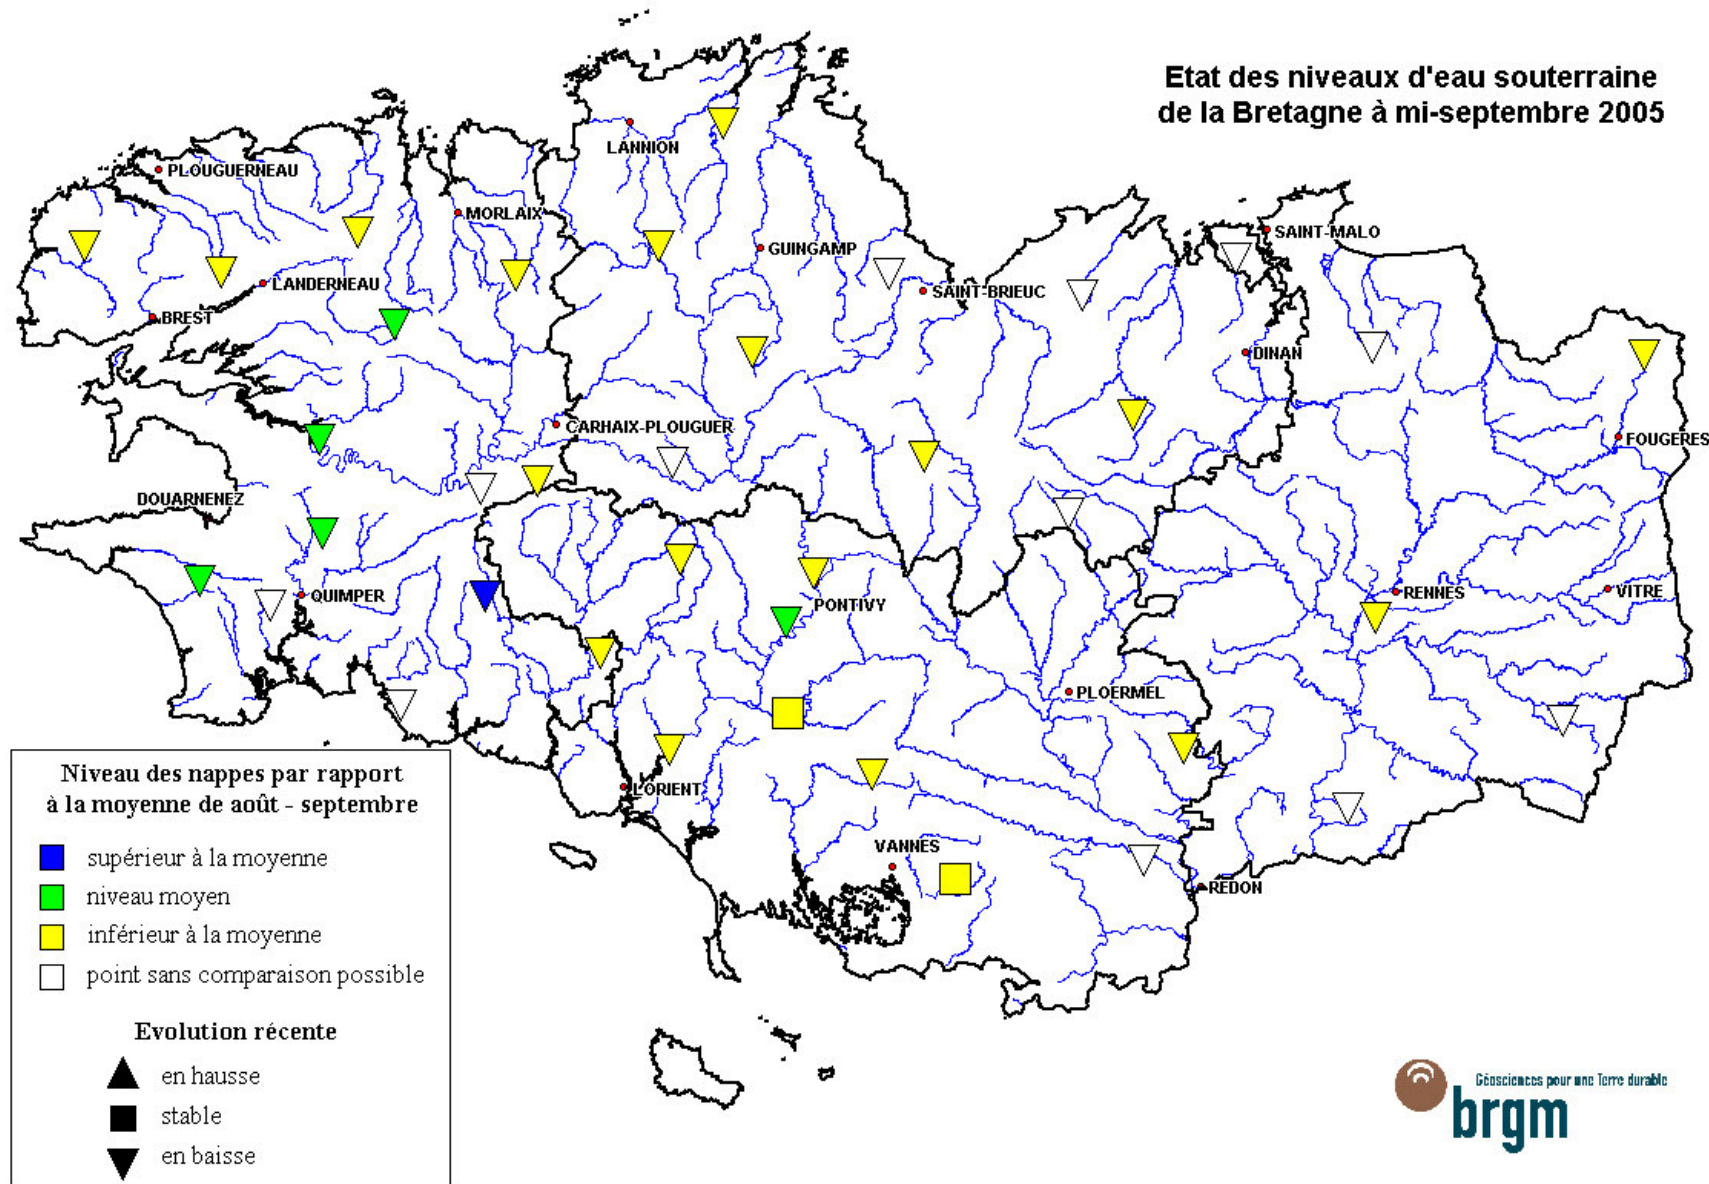 Etat des niveaux d'eau souterraine
de la Bretagne à mi-septembre 2005
LANNION
PLOUGUERNEAU
MORLAIX
SAINT-MALO
GUINGAMP
LANDERNEAU
SAINT-BRIEUC
BREST
DINAN
CARHAIX-PLOUGUER
FOUGERES
DOUARNENEZ
QUIMPER
PONTIVY
RENNES
VITRE
PLOERMEL
LORIENT
VANNES
REDON
Niveau des nappes par rapport
à la moyenne de août - septembre
supérieur à la moyenne
niveau moyen
inférieur à la moyenne
point sans comparaison possible
Evolution récente
en hausse
stable
en baisse
Géosciences pour une Terre durable
brgm